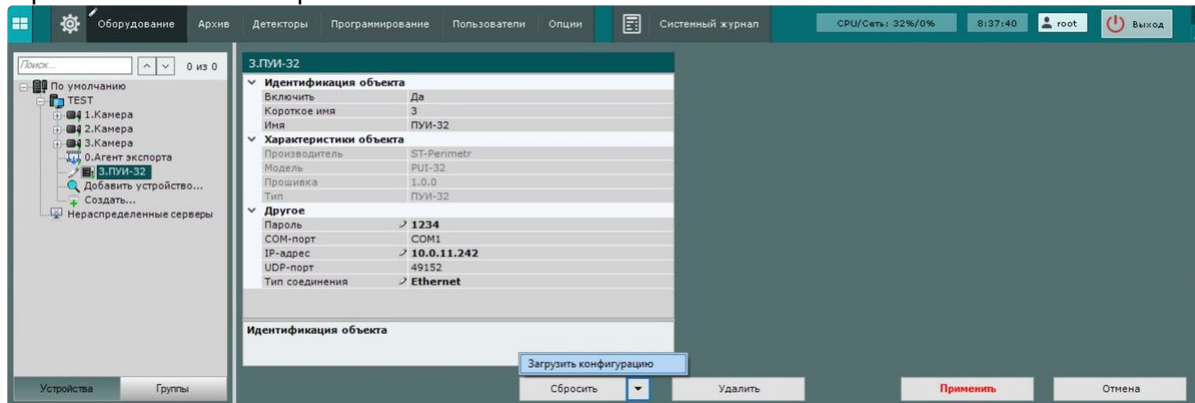 Оборудование Архив Детекторы Программирование Пользователи Опции Системный журнал CPU/Сеть: 32%/0% 8:37:40 root Выход
Поиск... 0 из 0
По умолчанию
TEST
1.Камера
2.Камера
3.Камера
0.Агент экспорта
3.ПУИ-32
Добавить устройство...
Создать...
Нераспределенные серверы
Устройства Группы
3.ПУИ-32
Идентификация объекта
Включить Да
Короткое имя 3
Имя ПУИ-32
Характеристики объекта
Производитель ST-Perimetr
Модель PUI-32
Прошивка 1.0.0
Тип ПУИ-32
Другое
Пароль 1234
COM-порт COM1
IP-адрес 10.0.11.242
UDP-порт 49152
Тип соединения Ethernet
Идентификация объекта
Загрузить конфигурацию
Сбросить Удалить Применить Отмена